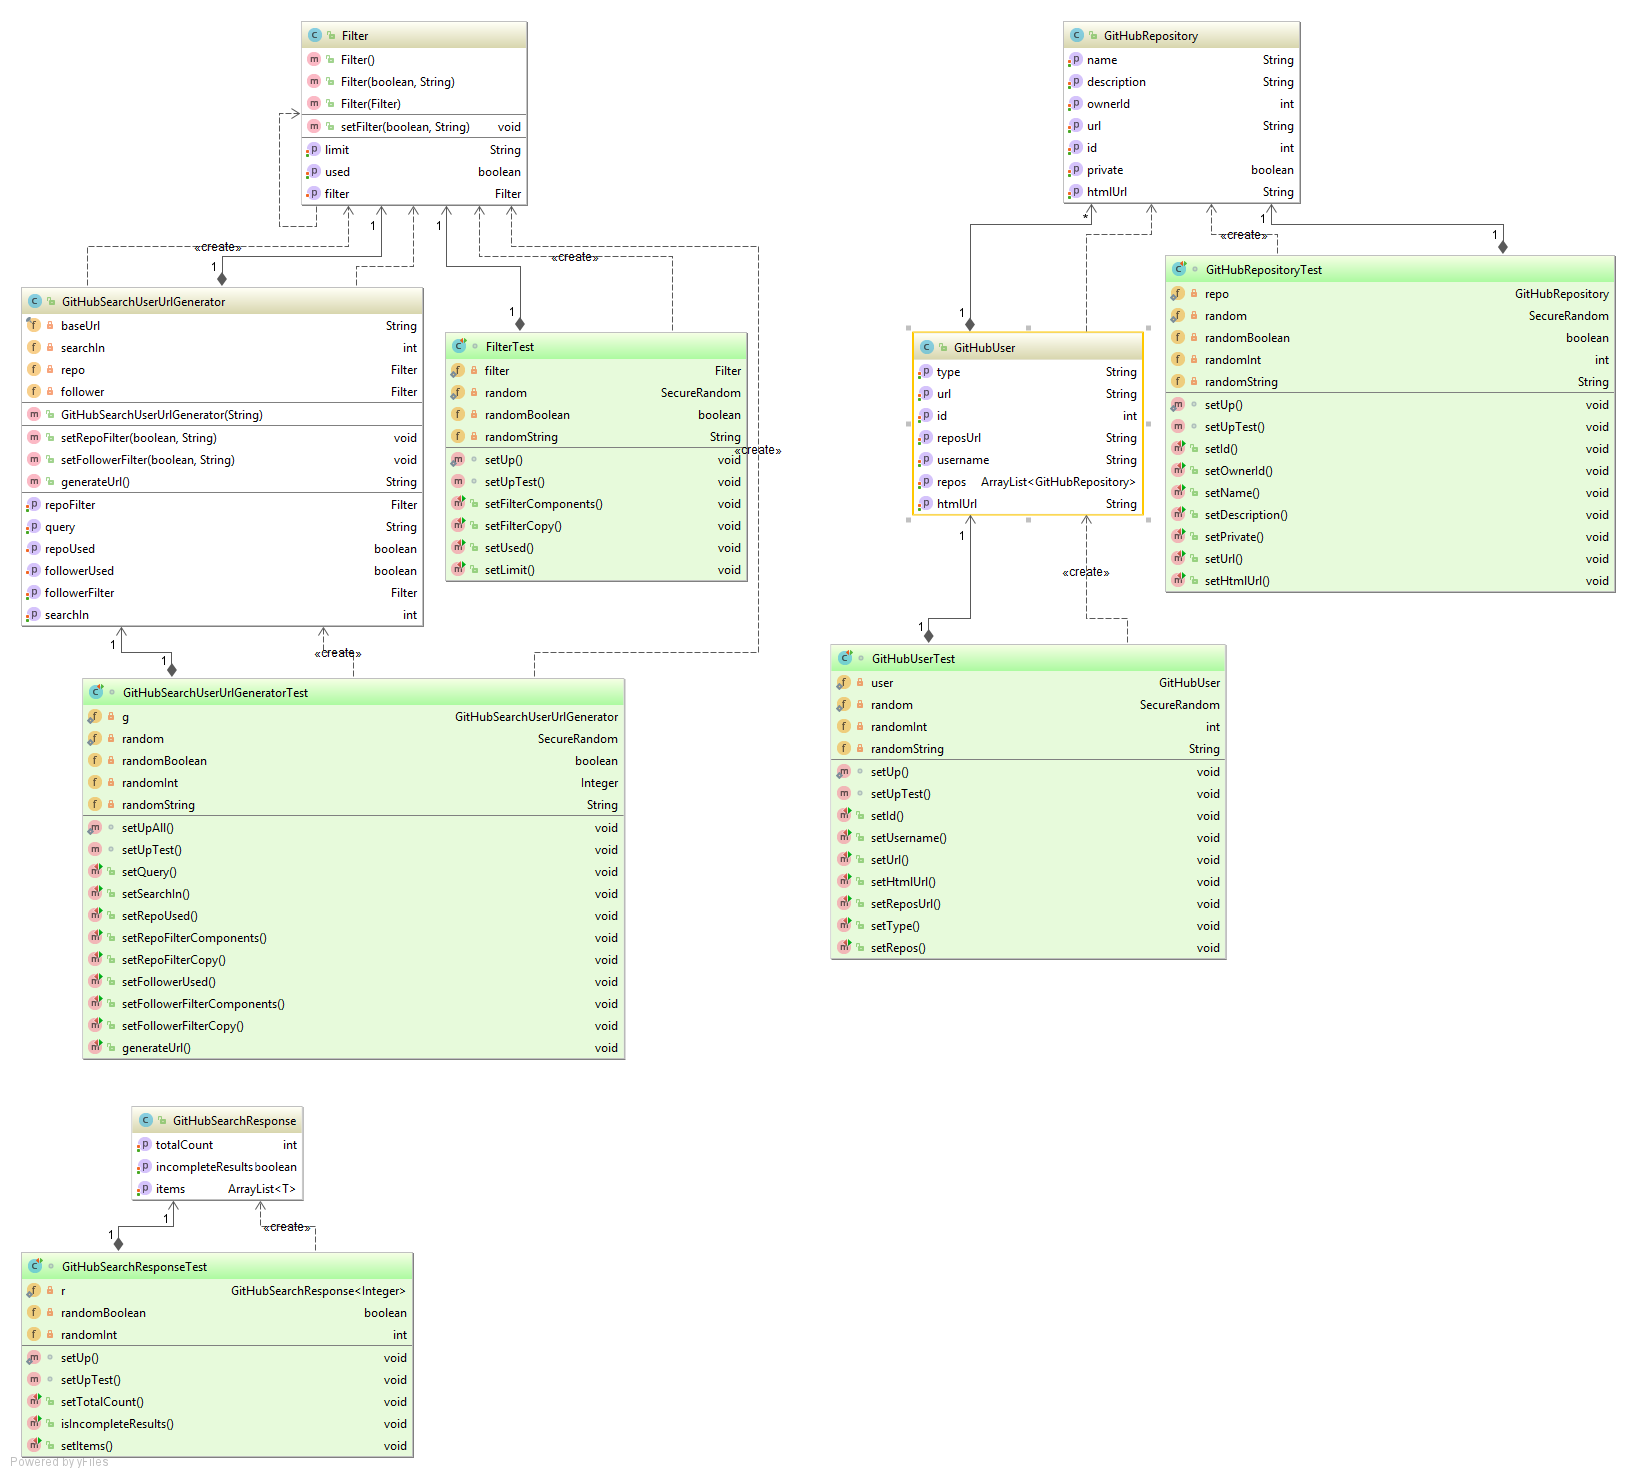 Filter
Filter()
Filter(boolean, String)
Filter(Filter)
setFilter(boolean, String) void
limit String
used boolean
filter Filter
GitHubRepository
name String
description String
ownerId int
url String
id int
private boolean
htmlUrl String
1
1
*
1
«create»
«create»
«create»
1
1
1
1
GitHubSearchUserUrlGenerator
baseUrl String
searchIn int
repo Filter
follower Filter
GitHubSearchUserUrlGenerator(String)
setRepoFilter(boolean, String) void
setFollowerFilter(boolean, String) void
generateUrl() String
repoFilter Filter
query String
repoUsed boolean
followerUsed boolean
followerFilter Filter
searchIn int
FilterTest
filter Filter
random SecureRandom
randomBoolean boolean
randomString String
setUp() void
setUpTest() void
setFilterComponents() void
setFilterCopy() void
setUsed() void
setLimit() void
«create»
GitHubUser
type String
url String
id int
reposUrl String
username String
repos ArrayList<GitHubRepository>
htmlUrl String
GitHubRepositoryTest
repo GitHubRepository
random SecureRandom
randomBoolean boolean
randomInt int
randomString String
setUp() void
setUpTest() void
setId() void
setOwnerId() void
setName() void
setDescription() void
setPrivate() void
setUrl() void
setHtmlUrl() void
1
«create»
1
1
1
«create»
GitHubSearchUserUrlGeneratorTest
g GitHubSearchUserUrlGenerator
random SecureRandom
randomBoolean boolean
randomInt Integer
randomString String
setUpAll() void
setUpTest() void
setQuery() void
setSearchIn() void
setRepoUsed() void
setRepoFilterComponents() void
setRepoFilterCopy() void
setFollowerUsed() void
setFollowerFilterComponents() void
setFollowerFilterCopy() void
generateUrl() void
GitHubUserTest
user GitHubUser
random SecureRandom
randomInt int
randomString String
setUp() void
setUpTest() void
setId() void
setUsername() void
setUrl() void
setHtmlUrl() void
setReposUrl() void
setType() void
setRepos() void
GitHubSearchResponse
totalCount int
incompleteResults boolean
items ArrayList<T>
1
1
«create»
GitHubSearchResponseTest
r GitHubSearchResponse<Integer>
randomBoolean boolean
randomInt int
setUp() void
setUpTest() void
setTotalCount() void
isIncompleteResults() void
setItems() void
Powered by yFiles